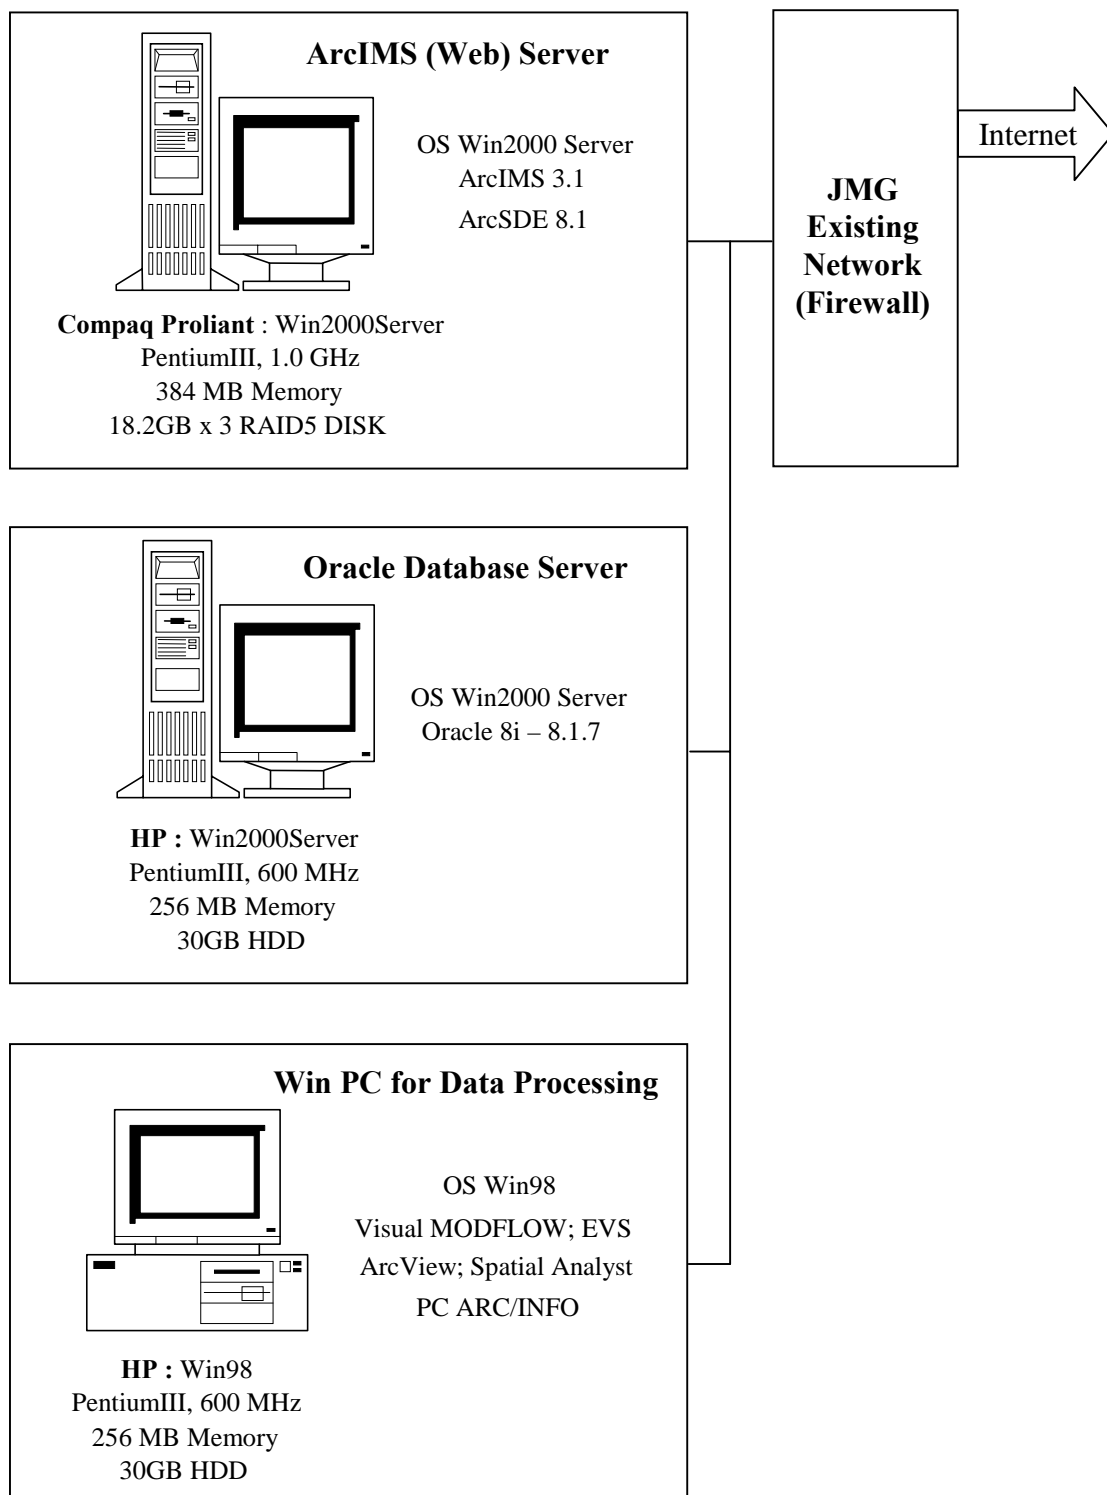 ArcIMS (Web) Server
OS Win2000 Server
ArcIMS 3.1
ArcSDE 8.1
Compaq Proliant : Win2000Server
PentiumIII, 1.0 GHz
384 MB Memory
18.2GB x 3 RAID5 DISK
JMG
Existing
Network
(Firewall)
Internet
Oracle Database Server
OS Win2000 Server
Oracle 8i – 8.1.7
HP : Win2000Server
PentiumIII, 600 MHz
256 MB Memory
30GB HDD
Win PC for Data Processing
OS Win98
Visual MODFLOW; EVS
ArcView; Spatial Analyst
PC ARC/INFO
HP : Win98
PentiumIII, 600 MHz
256 MB Memory
30GB HDD